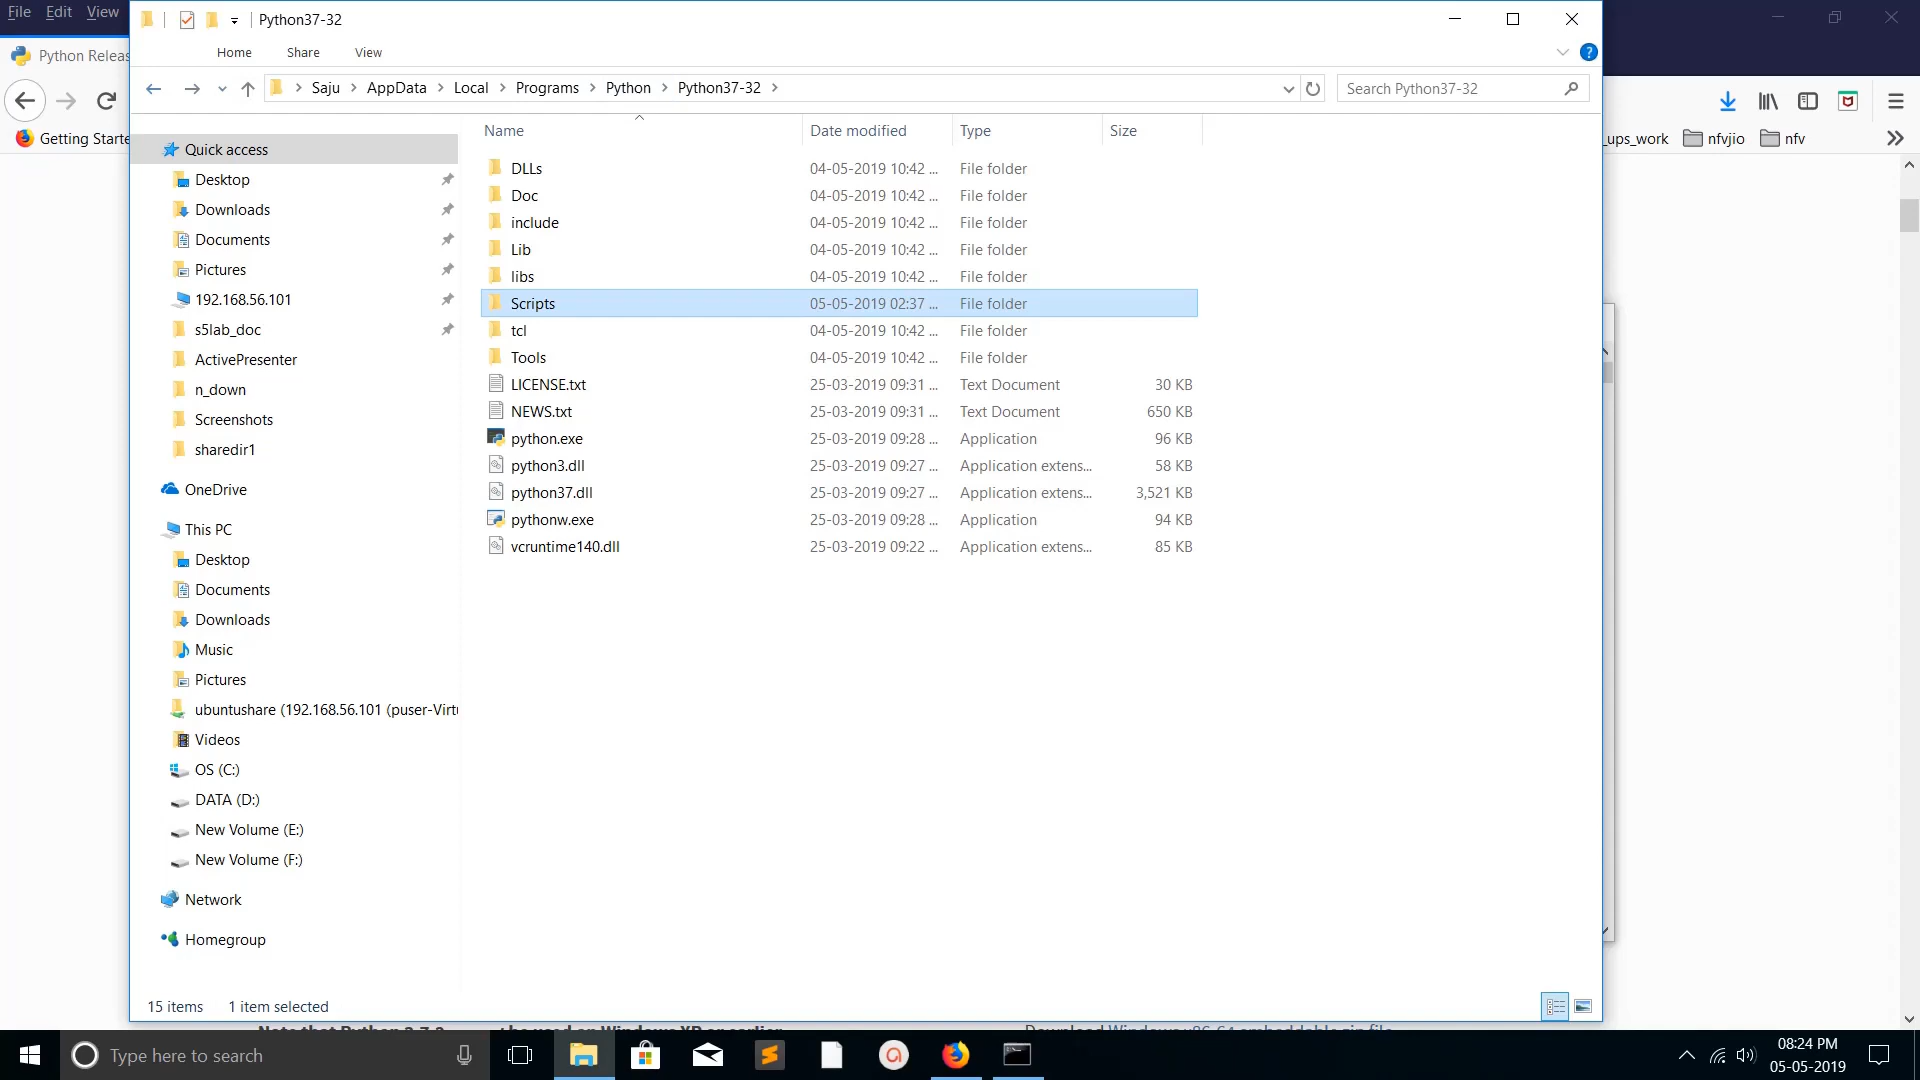 File Edit View
Python37-32
Python Releas
Home Share View
Saju AppData Local Programs Python Python37-32
Search Python37-32
Getting Starte
_ups_work nfvjio nfv
Name Date modified Type Size
Quick access
Desktop
Downloads
Documents
Pictures
192.168.56.101
s5lab_doc
ActivePresenter
n_down
Screenshots
sharedir1
OneDrive
This PC
Desktop
Documents
Downloads
Music
Pictures
ubuntushare (192.168.56.101 (puser-Virtu
Videos
OS (C:)
DATA (D:)
New Volume (E:)
New Volume (F:)
Network
Homegroup
DLLs 04-05-2019 10:42 ... File folder
Doc 04-05-2019 10:42 ... File folder
include 04-05-2019 10:42 ... File folder
Lib 04-05-2019 10:42 ... File folder
libs 04-05-2019 10:42 ... File folder
Scripts 05-05-2019 02:37 ... File folder
tcl 04-05-2019 10:42 ... File folder
Tools 04-05-2019 10:42 ... File folder
LICENSE.txt 25-03-2019 09:31 ... Text Document 30 KB
NEWS.txt 25-03-2019 09:31 ... Text Document 650 KB
python.exe 25-03-2019 09:28 ... Application 96 KB
python3.dll 25-03-2019 09:27 ... Application extens... 58 KB
python37.dll 25-03-2019 09:27 ... Application extens... 3,521 KB
pythonw.exe 25-03-2019 09:28 ... Application 94 KB
vcruntime140.dll 25-03-2019 09:22 ... Application extens... 85 KB
15 items 1 item selected
Type here to search
08:24 PM
05-05-2019